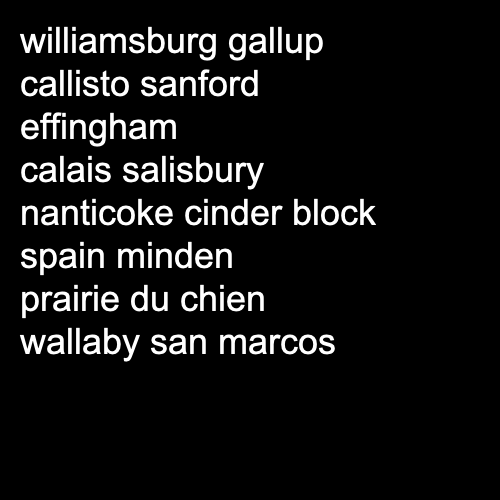 williamsburg gallup
callisto sanford
effingham
calais salisbury
nanticoke cinder block
spain minden
prairie du chien
wallaby san marcos